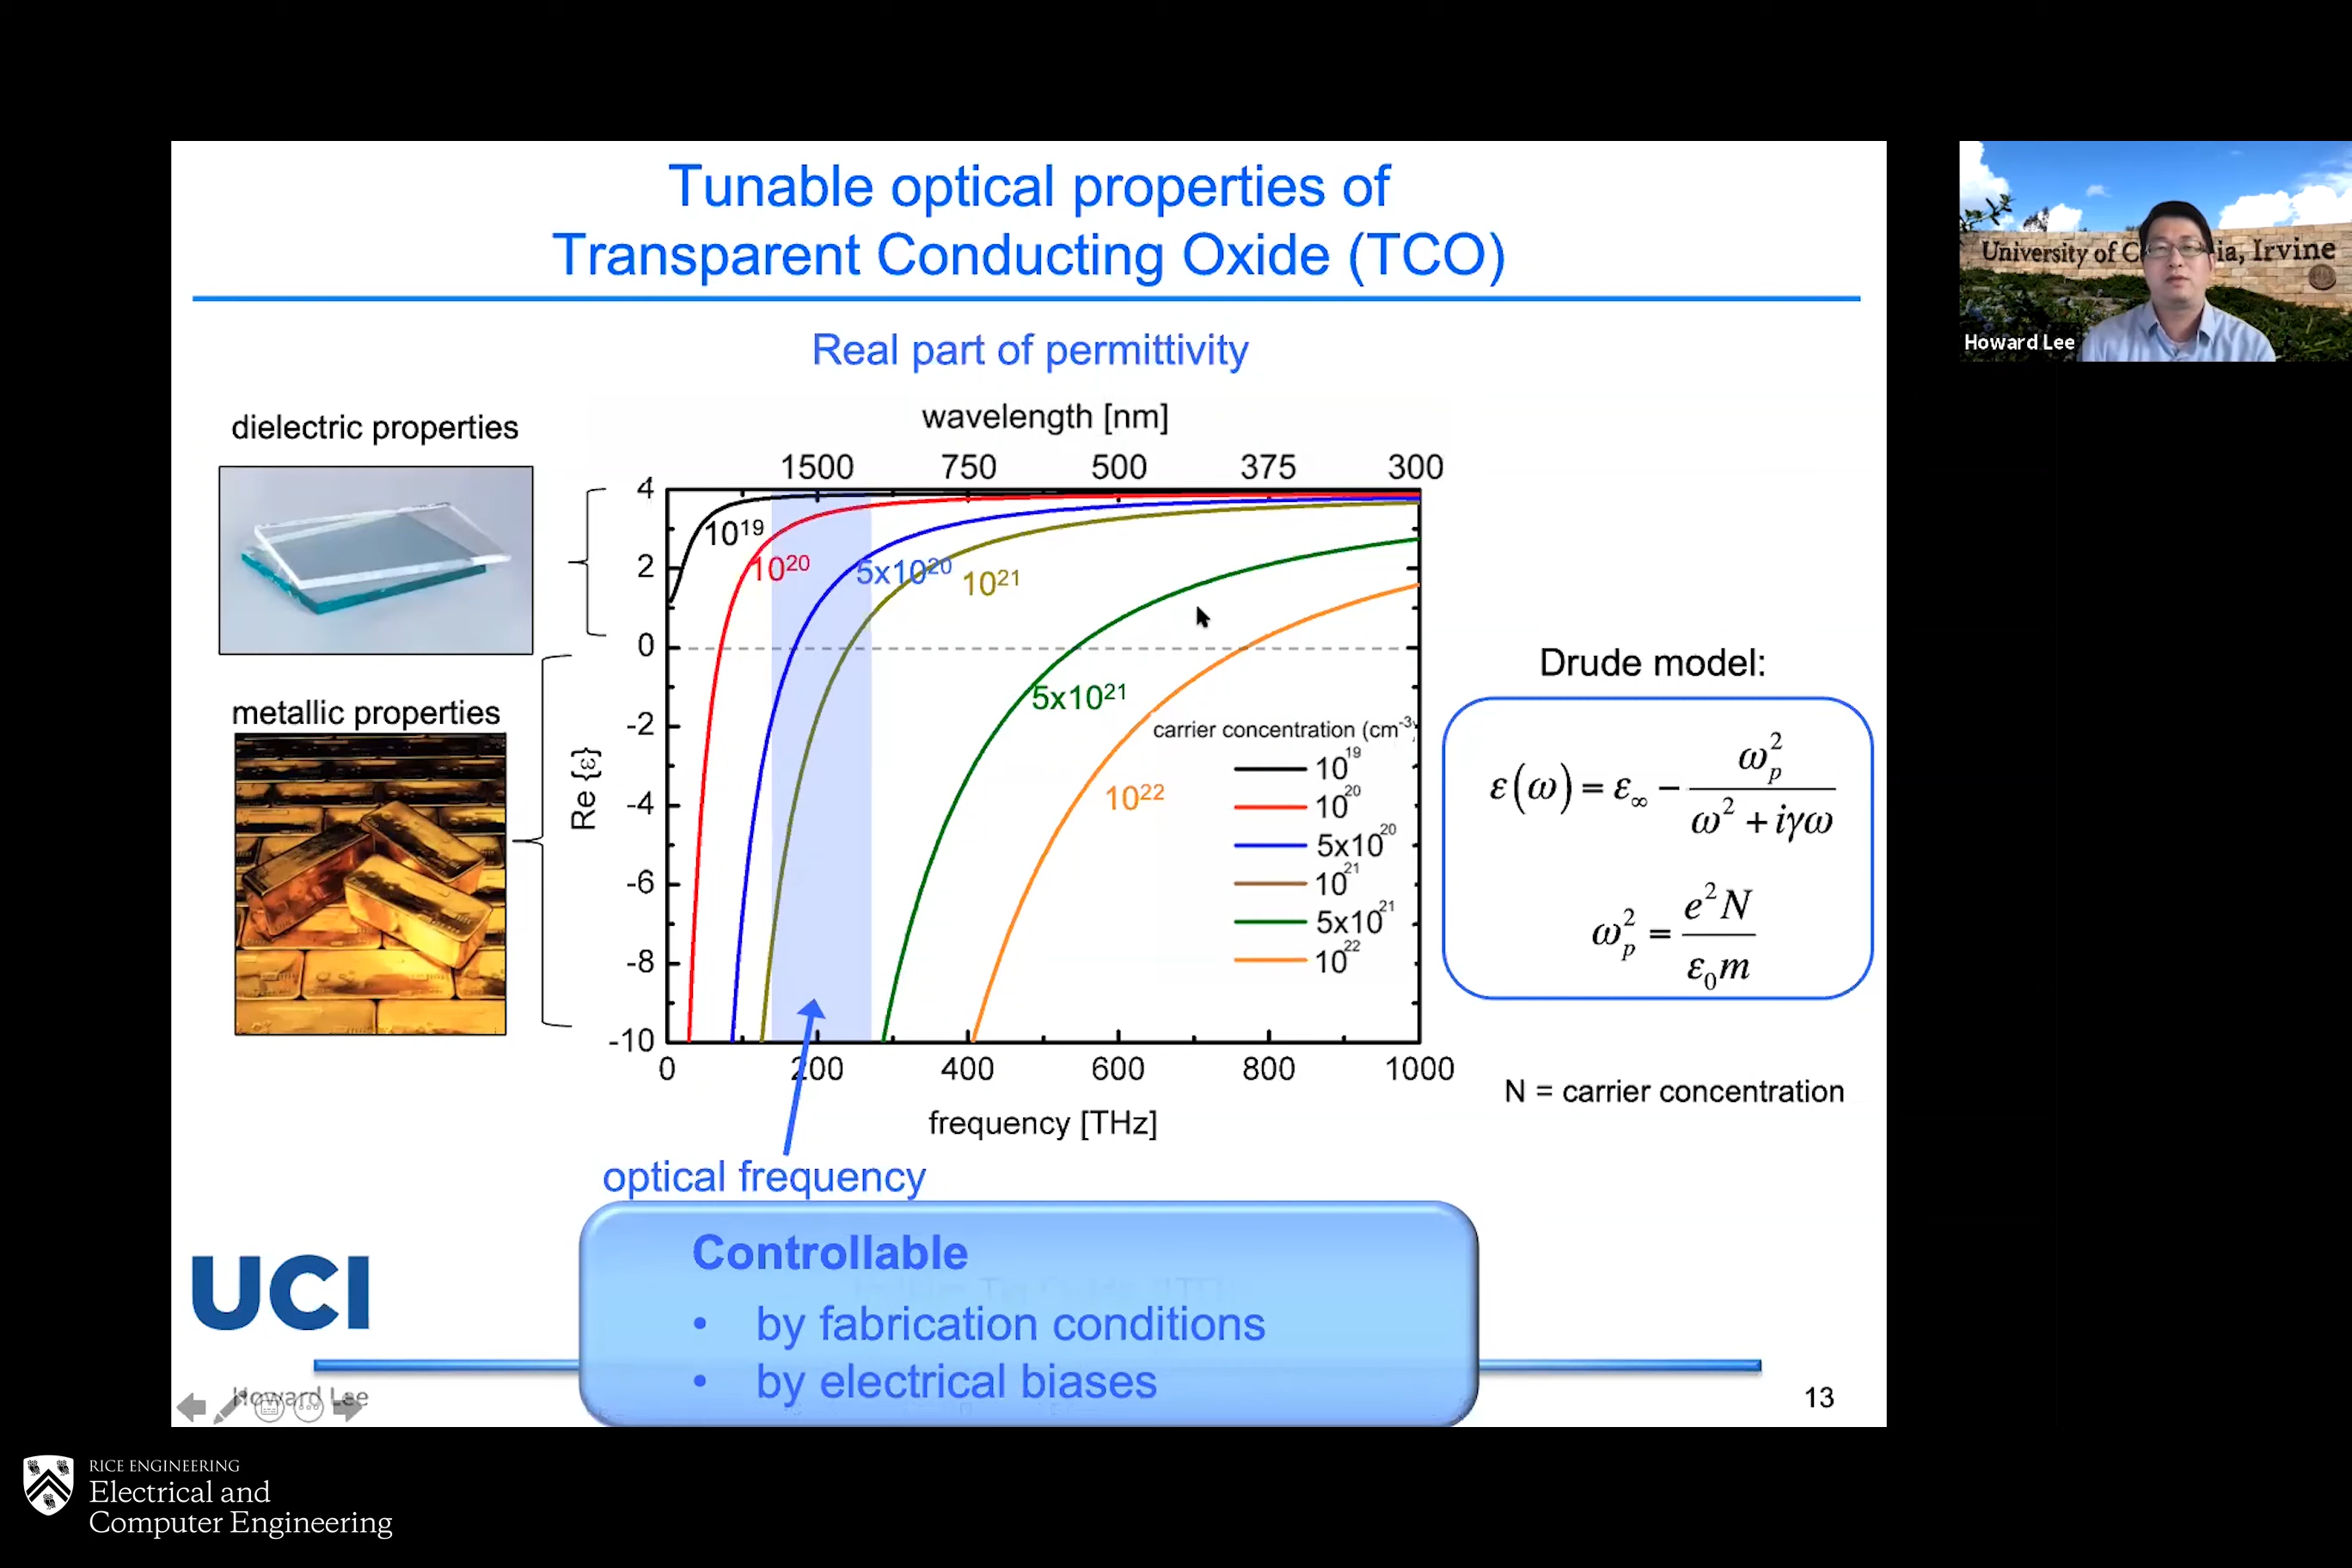 Tunable optical properties of
Transparent Conducting Oxide (TCO)
University of C
ia, Irvine
Howard Lee
Real part of permittivity
dielectric properties
metallic properties
wavelength [nm]
1500 750 500 375 300
4
2
0
-2
-4
-6
-8
-10
Re {ε}
10¹⁹
10²⁰
5x10²⁰
10²¹
5x10²¹
10²²
carrier concentration (cm⁻³
10¹⁹
10²⁰
5x10²⁰
10²¹
5x10²¹
10²²
0 200 400 600 800 1000
frequency [THz]
optical frequency
Drude model:
ε(ω) = ε∞ − ωp² / (ω² + iγω)
ωp² = e²N / ε₀m
N = carrier concentration
Controllable
• by fabrication conditions
• by electrical biases
UCI
Howard Lee
13
RICE ENGINEERING
Electrical and
Computer Engineering